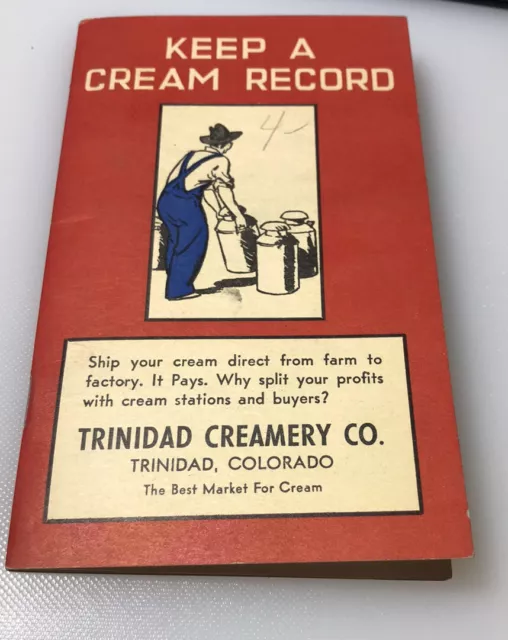 KEEP A
CREAM RECORD
4-
Ship your cream direct from farm to
factory. It Pays. Why split your profits
with cream stations and buyers?
TRINIDAD CREAMERY CO.
TRINIDAD, COLORADO
The Best Market For Cream